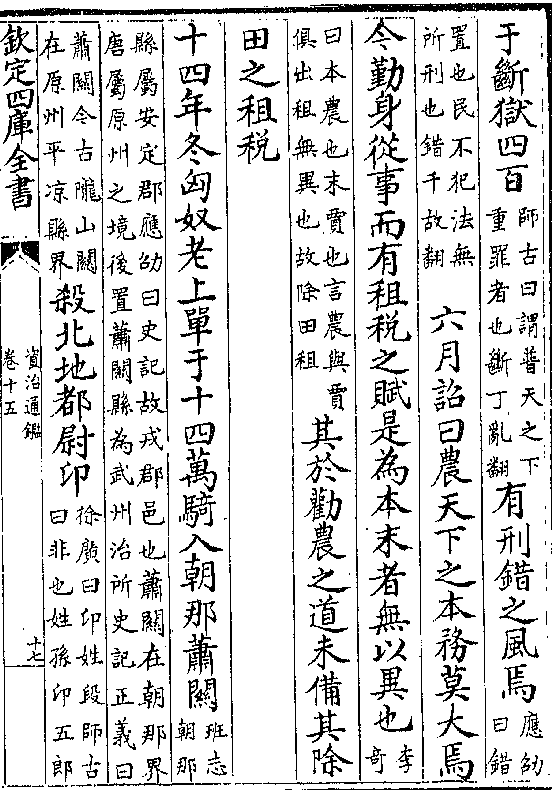 于斷獄四百師古曰謂普天之下重罪者也斷丁亂翻有刑錯之風焉應劭曰錯
置也民不犯法無所刑也錯千故翻六月詔曰農天下之本務莫大焉
今勤身從事而有租稅之賦是為本末者無以異也李奇
曰本農也末賈也言農與賈俱出租無異也故除田租其於勸農之道未備其除
田之租稅
十四年冬匈奴老上單于十四萬騎入朝那蕭關班志朝那
縣屬安定郡應劭曰史記故戎郡邑也蕭關在朝那界唐屬原州之境後置蕭關縣為武州治所史記正義曰
蕭關今古隴山關在原州平凉縣界殺北地都尉卬徐廣曰卬姓段師古曰非也姓孫卬五郎
欽定四庫全書
資治通鑑
卷十五
十七